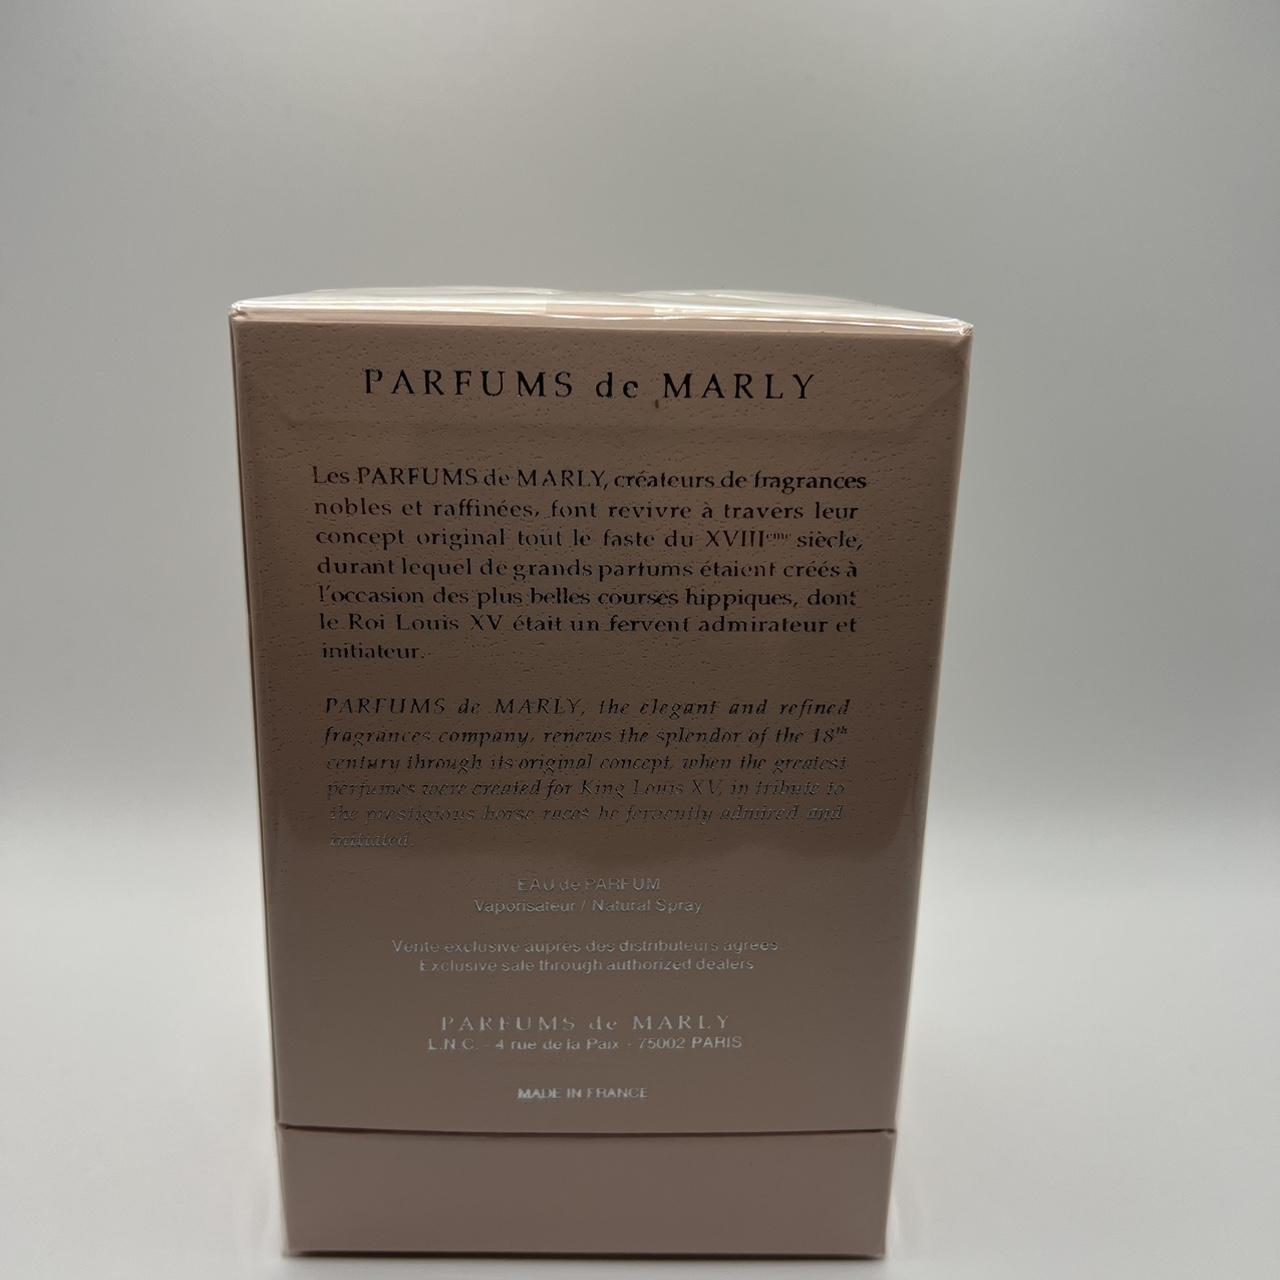 PARFUMS de MARLY
Les PARFUMS de MARLY, créateurs de fragrances
nobles et raffinées, font revivre à travers leur
concept original tout le faste du XVIIIeme siècle,
durant lequel de grands parfums étaient créés à
l'occasion des plus belles courses hippiques, dont
le Roi Louis XV était un fervent admirateur et
initiateur.
PARFUMS de MARLY, the elegant and refined
fragrances company, renews the splendor of the 18th
century through its original concept, when the greatest
perfumes were created for King Louis XV, in tribute to
the prestigious horse races he fervently admired and
initiated.
EAU de PARFUM
Vaporisateur / Natural Spray
Vente exclusive auprès des distributeurs agréés.
Exclusive sale through authorized dealers
PARFUMS de MARLY
L.N.C. - 4 rue de la Paix - 75002 PARIS
MADE IN FRANCE